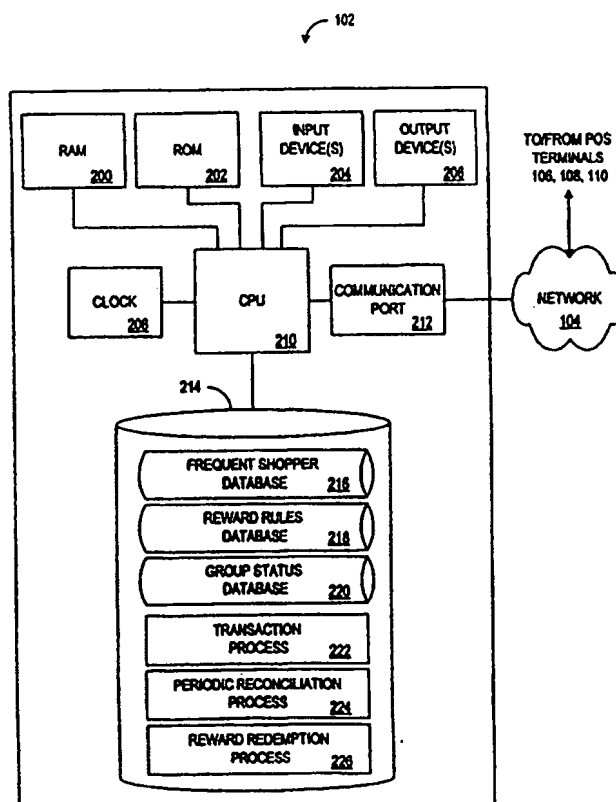 102
RAM
200
ROM
202
INPUT
DEVICE(S)
204
OUTPUT
DEVICE(S)
206
TO/FROM POS
TERMINALS
106, 108, 110
CLOCK
208
CPU
210
COMMUNICATION
PORT
212
NETWORK
104
214
FREQUENT SHOPPER
DATABASE
216
REWARD RULES
DATABASE
218
GROUP STATUS
DATABASE
220
TRANSACTION
PROCESS
222
PERIODIC RECONCILIATION
PROCESS
224
REWARD REDEMPTION
PROCESS
226